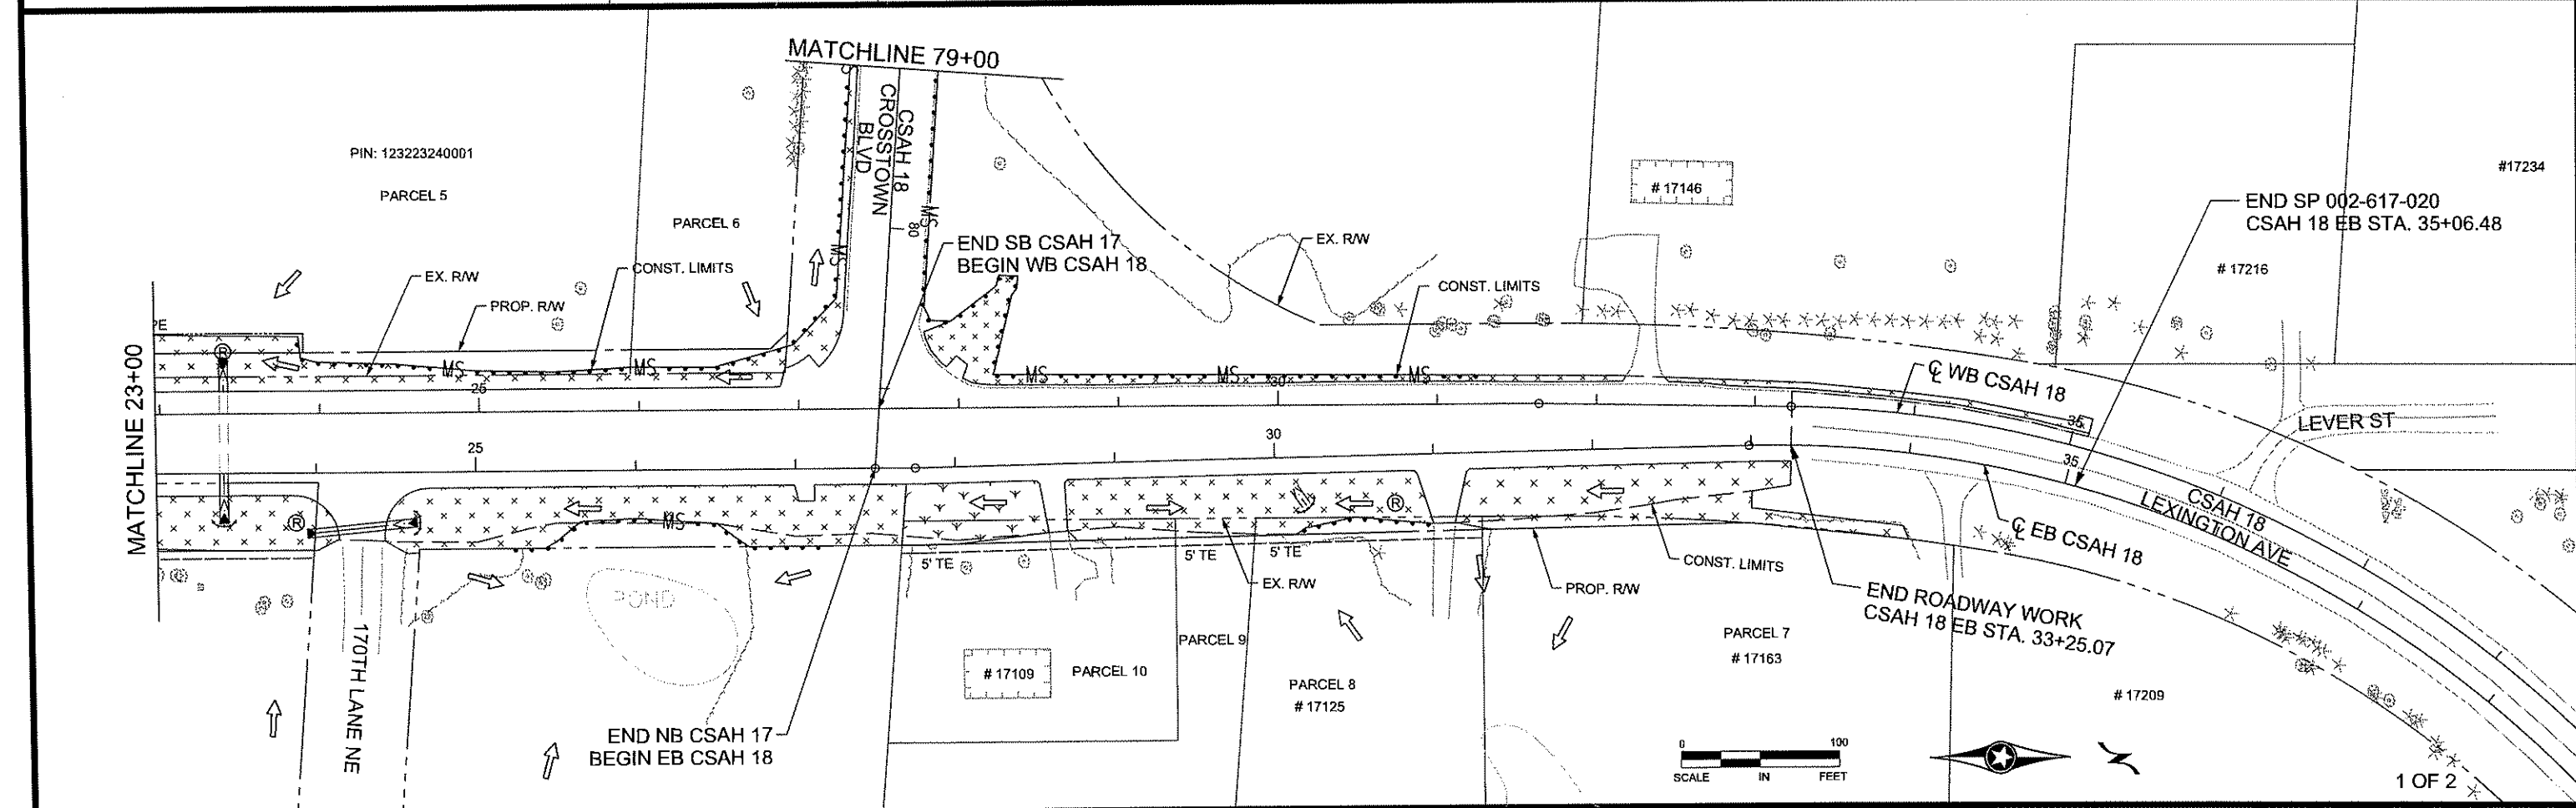 MATCHLINE 79+00
CSAH 18
CROSSTOWN
BLVD
80
MS
MS
MS
PIN: 123223240001
PARCEL 5
PARCEL 6
EX. R/W
PROP. R/W
CONST. LIMITS
END SB CSAH 17
BEGIN WB CSAH 18
EX. R/W
CONST. LIMITS
# 17146
#17234
END SP 002-617-020
CSAH 18 EB STA. 35+06.48
# 17216
MATCHLINE 23+00
R
MS
MS
25
MS
MS
30
MS
℄ WB CSAH 18
35
LEVER ST
25
30
35
CSAH 18
LEXINGTON AVE
℄ EB CSAH 18
R
MS
R
5' TE
5' TE
5' TE
EX. R/W
PROP. R/W
CONST. LIMITS
END ROADWAY WORK
CSAH 18 EB STA. 33+25.07
170TH LANE NE
POND
# 17109
PARCEL 10
PARCEL 9
PARCEL 8
# 17125
PARCEL 7
# 17163
# 17209
END NB CSAH 17
BEGIN EB CSAH 18
0 100
SCALE IN FEET
1 OF 2